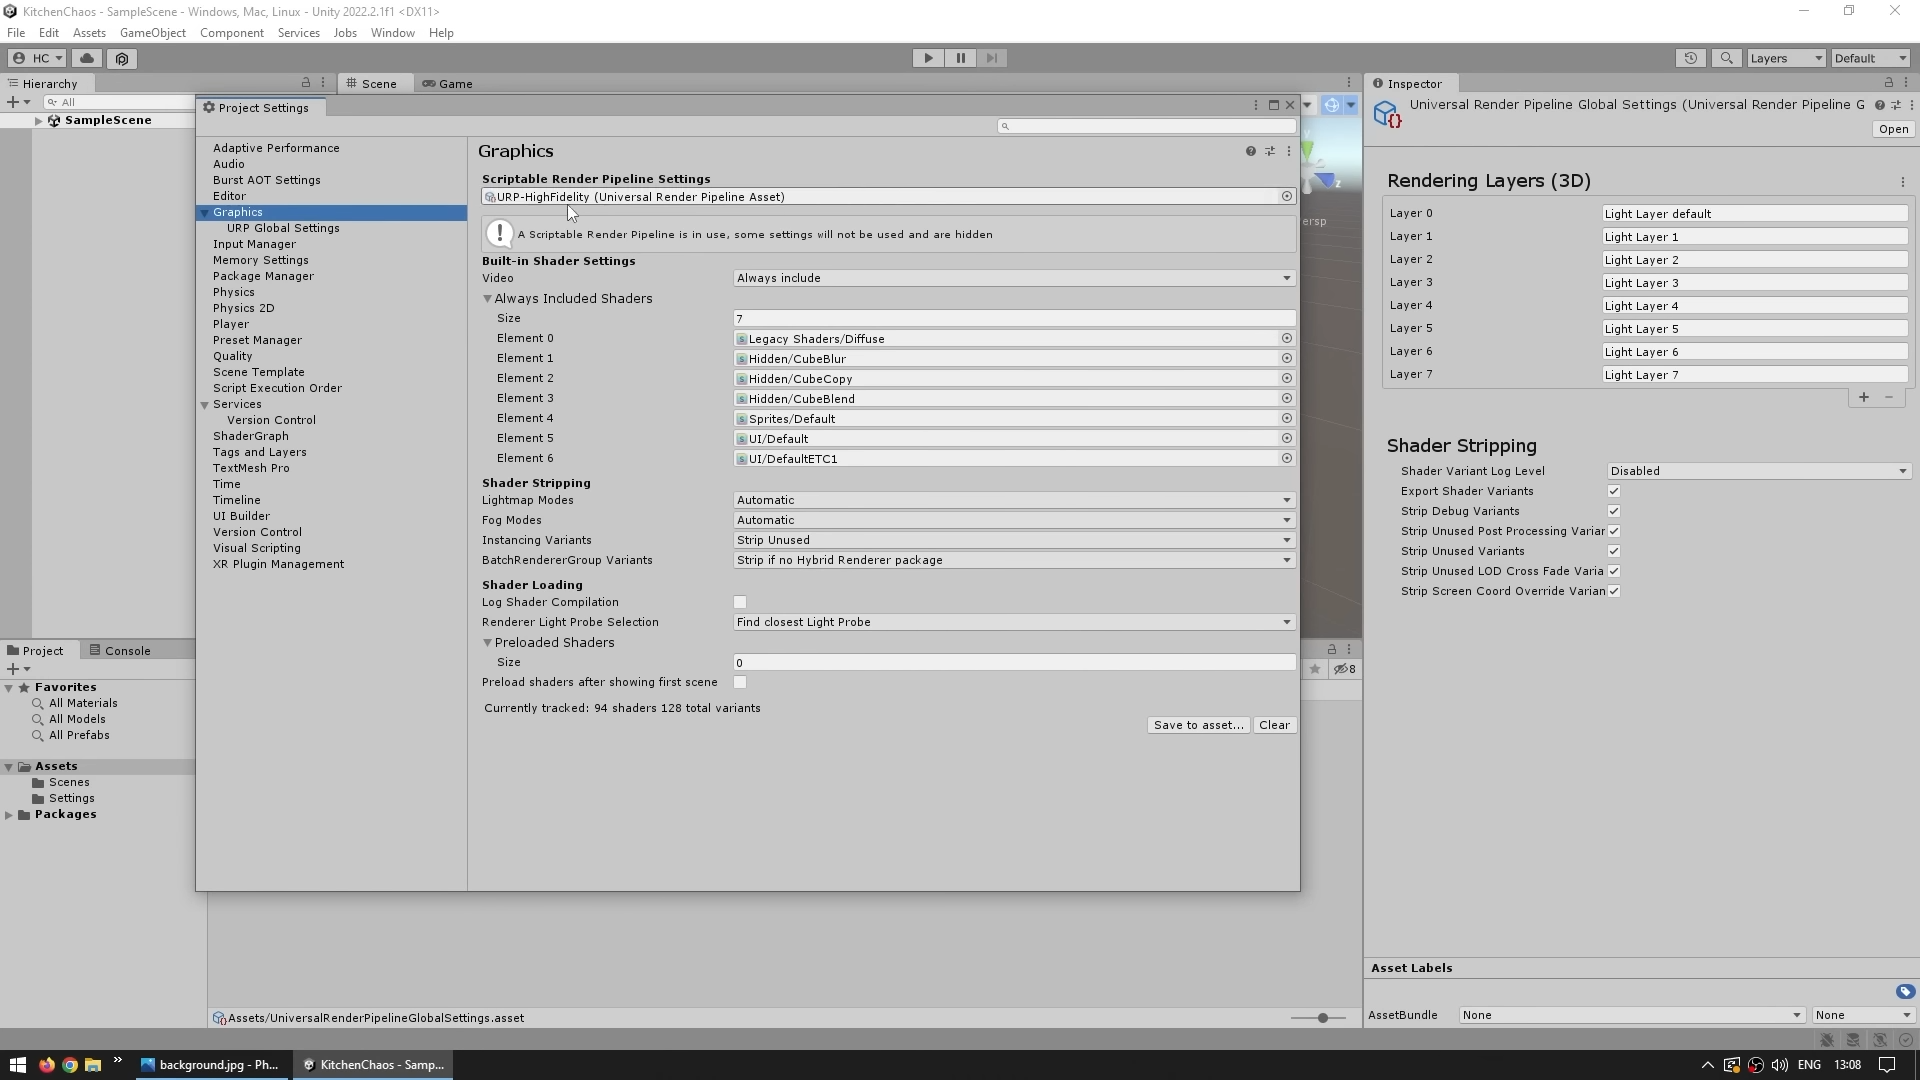 KitchenChaos - SampleScene - Windows, Mac, Linux - Unity 2022.2.1f1 <DX11>
File Edit Assets GameObject Component Services Jobs Window Help
HC
Layers
Default
Hierarchy
Scene
Game
All
SampleScene
Project Settings
Adaptive Performance
Audio
Burst AOT Settings
Editor
Graphics
URP Global Settings
Input Manager
Memory Settings
Package Manager
Physics
Physics 2D
Player
Preset Manager
Quality
Scene Template
Script Execution Order
Services
Version Control
ShaderGraph
Tags and Layers
TextMesh Pro
Time
Timeline
UI Builder
Version Control
Visual Scripting
XR Plugin Management
Graphics
Scriptable Render Pipeline Settings
URP-HighFidelity (Universal Render Pipeline Asset)
A Scriptable Render Pipeline is in use, some settings will not be used and are hidden
Built-in Shader Settings
Video Always include
Always Included Shaders
Size 7
Element 0 Legacy Shaders/Diffuse
Element 1 Hidden/CubeBlur
Element 2 Hidden/CubeCopy
Element 3 Hidden/CubeBlend
Element 4 Sprites/Default
Element 5 UI/Default
Element 6 UI/DefaultETC1
Shader Stripping
Lightmap Modes Automatic
Fog Modes Automatic
Instancing Variants Strip Unused
BatchRendererGroup Variants Strip if no Hybrid Renderer package
Shader Loading
Log Shader Compilation
Renderer Light Probe Selection Find closest Light Probe
Preloaded Shaders
Size 0
Preload shaders after showing first scene
Currently tracked: 94 shaders 128 total variants
Save to asset... Clear
y
z
ersp
8
Inspector
Universal Render Pipeline Global Settings (Universal Render Pipeline G
Open
Rendering Layers (3D)
Layer 0 Light Layer default
Layer 1 Light Layer 1
Layer 2 Light Layer 2
Layer 3 Light Layer 3
Layer 4 Light Layer 4
Layer 5 Light Layer 5
Layer 6 Light Layer 6
Layer 7 Light Layer 7
Shader Stripping
Shader Variant Log Level Disabled
Export Shader Variants
Strip Debug Variants
Strip Unused Post Processing Varian
Strip Unused Variants
Strip Unused LOD Cross Fade Varia
Strip Screen Coord Override Varian
Asset Labels
AssetBundle None None
Project
Console
Favorites
All Materials
All Models
All Prefabs
Assets
Scenes
Settings
Packages
Assets/UniversalRenderPipelineGlobalSettings.asset
background.jpg - Ph...
KitchenChaos - Samp...
ENG 13:08